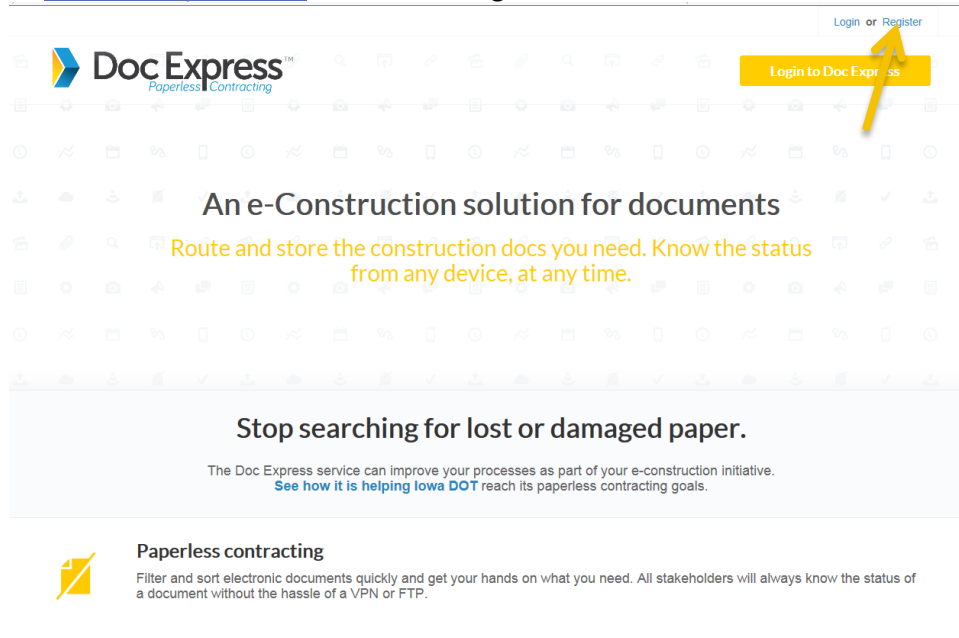 Login or Register
Doc Express™
Paperless Contracting
Login to Doc Express
An e-Construction solution for documents
Route and store the construction docs you need. Know the status
from any device, at any time.
Stop searching for lost or damaged paper.
The Doc Express service can improve your processes as part of your e-construction initiative.
See how it is helping Iowa DOT reach its paperless contracting goals.
Paperless contracting
Filter and sort electronic documents quickly and get your hands on what you need. All stakeholders will always know the status of
a document without the hassle of a VPN or FTP.